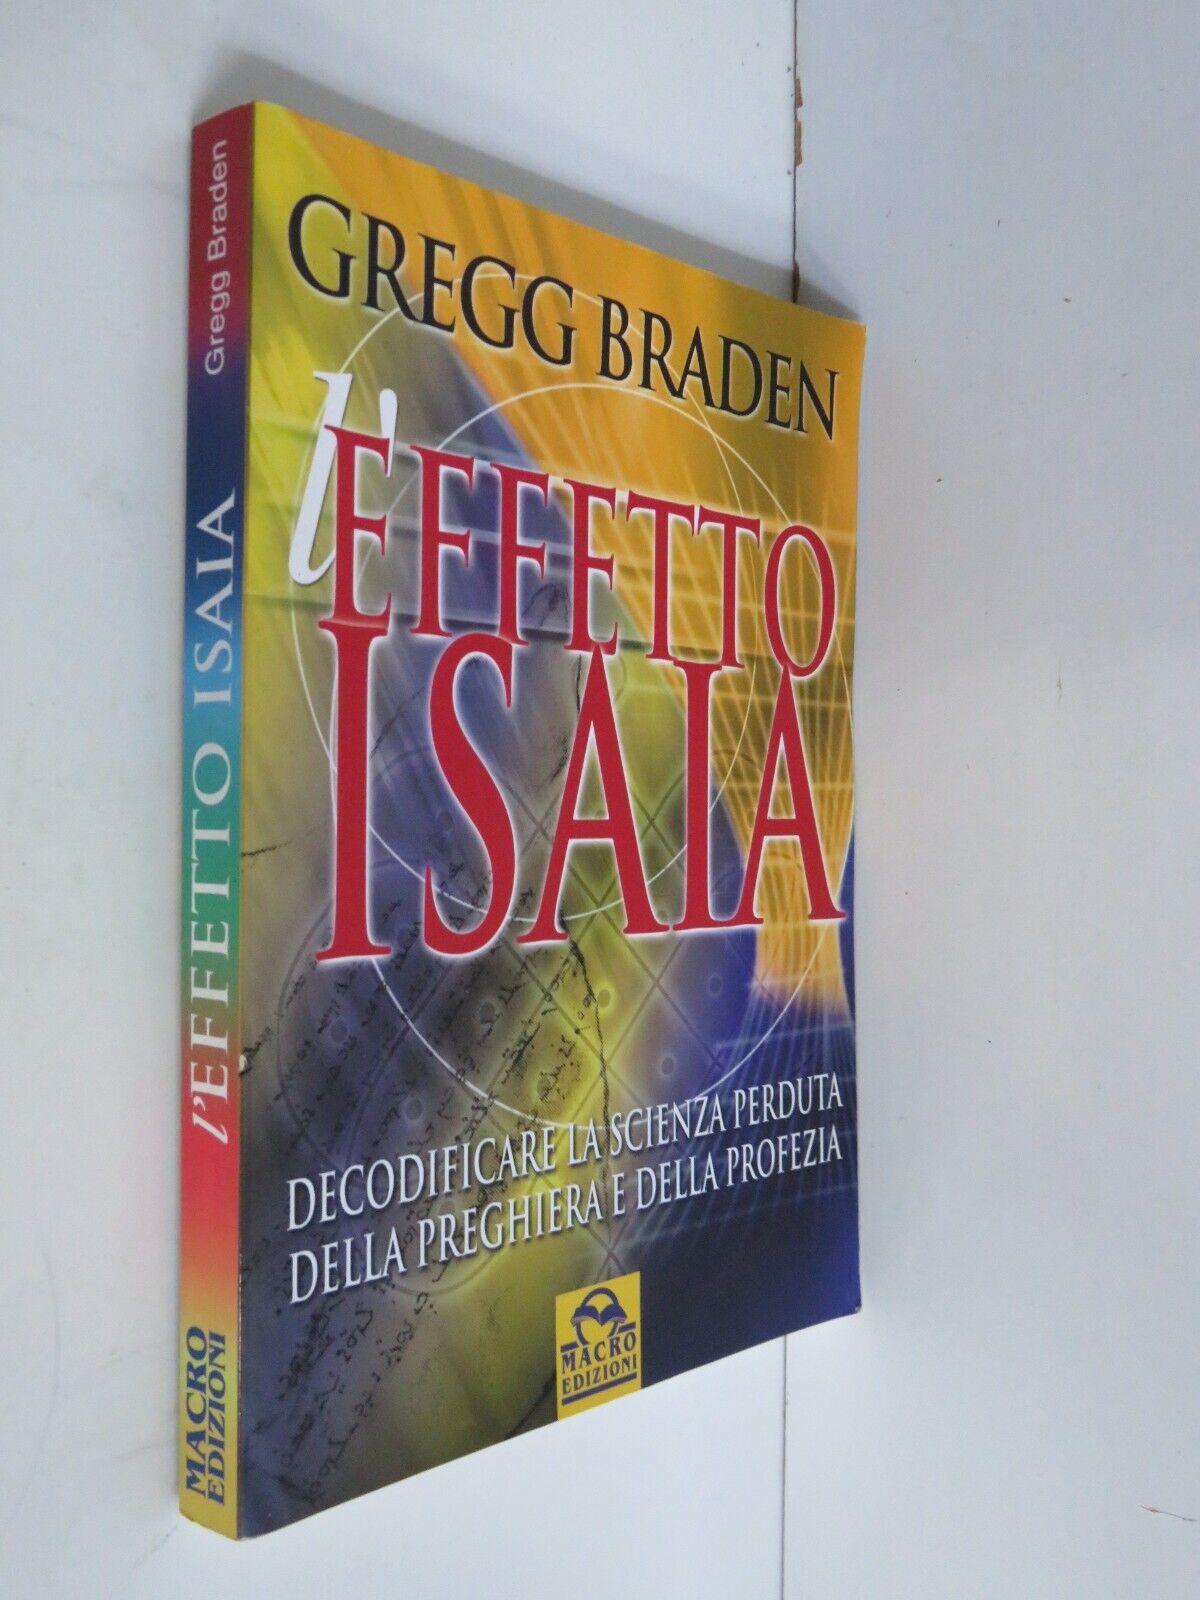 GREGG BRADEN
l'EFFETTO
ISAIA
DECODIFICARE LA SCIENZA PERDUTA
DELLA PREGHIERA E DELLA PROFEZIA
MACRO
EDIZIONI
Gregg Braden
l'EFFETTO ISAIA
MACRO
EDIZIONI